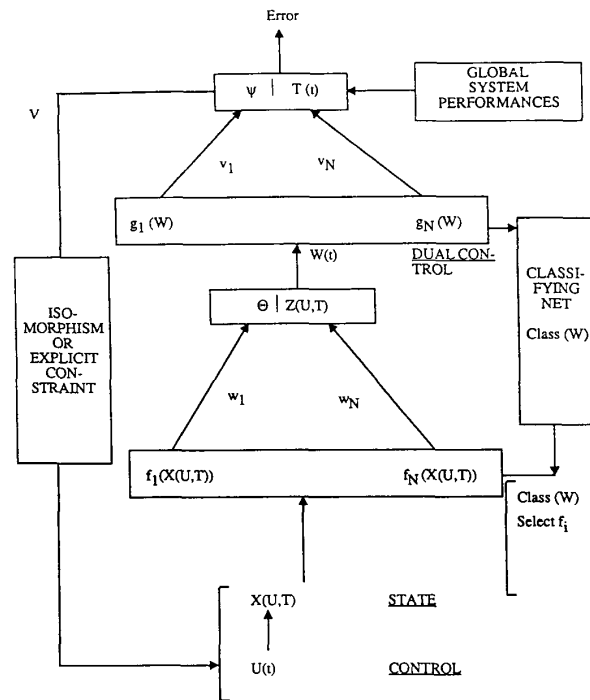 Error
GLOBAL
SYSTEM
PERFORMANCES
ψ | T(t)
V
v1
vN
g1(W)
gN(W)
W(t)
DUAL CON-
TROL
CLASSI-
FYING
NET
Class (W)
Θ | Z(U,T)
ISO-
MORPHISM
OR
EXPLICIT
CON-
STRAINT
w1
wN
f1(X(U,T))
fN(X(U,T))
Class (W)
Select fi
X(U,T)
STATE
U(t)
CONTROL